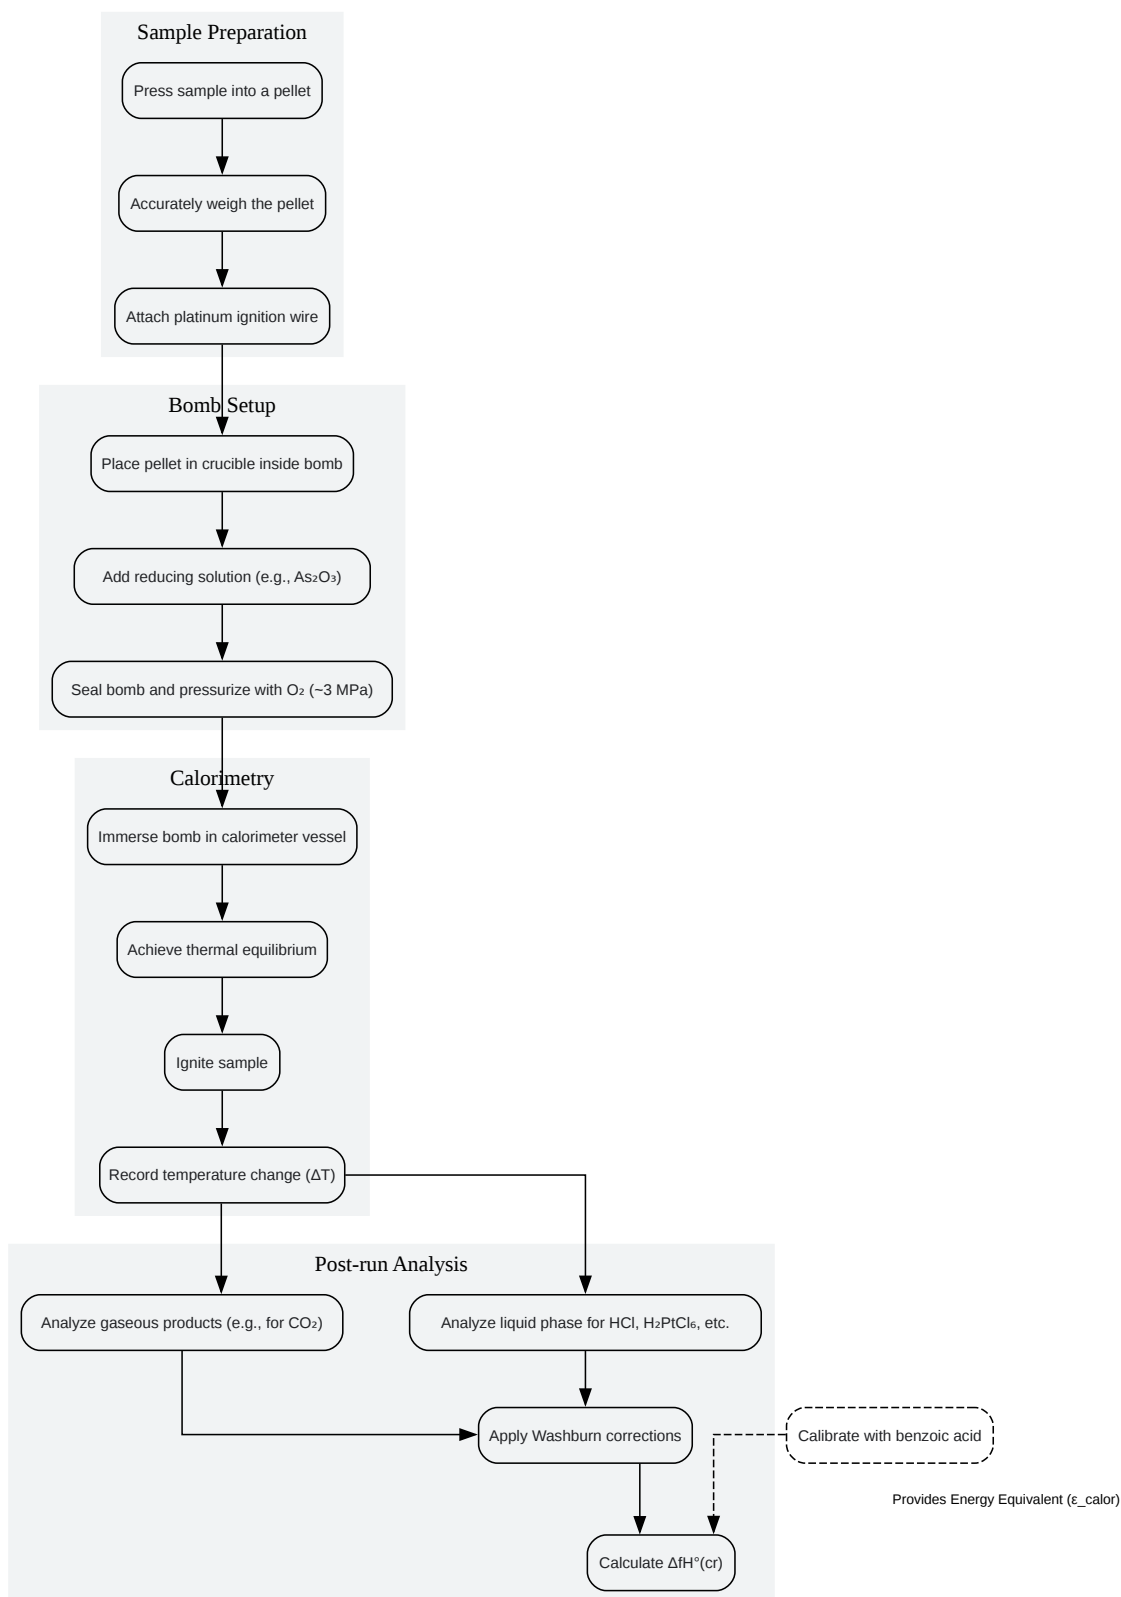 Sample Preparation
Press sample into a pellet
Accurately weigh the pellet
Attach platinum ignition wire
Bomb Setup
Place pellet in crucible inside bomb
Add reducing solution (e.g., As₂O₃)
Seal bomb and pressurize with O₂ (~3 MPa)
Calorimetry
Immerse bomb in calorimeter vessel
Achieve thermal equilibrium
Ignite sample
Record temperature change (ΔT)
Post-run Analysis
Analyze gaseous products (e.g., for CO₂)
Analyze liquid phase for HCl, H₂PtCl₆, etc.
Apply Washburn corrections
Calibrate with benzoic acid
Provides Energy Equivalent (ε_calor)
Calculate ΔfH°(cr)